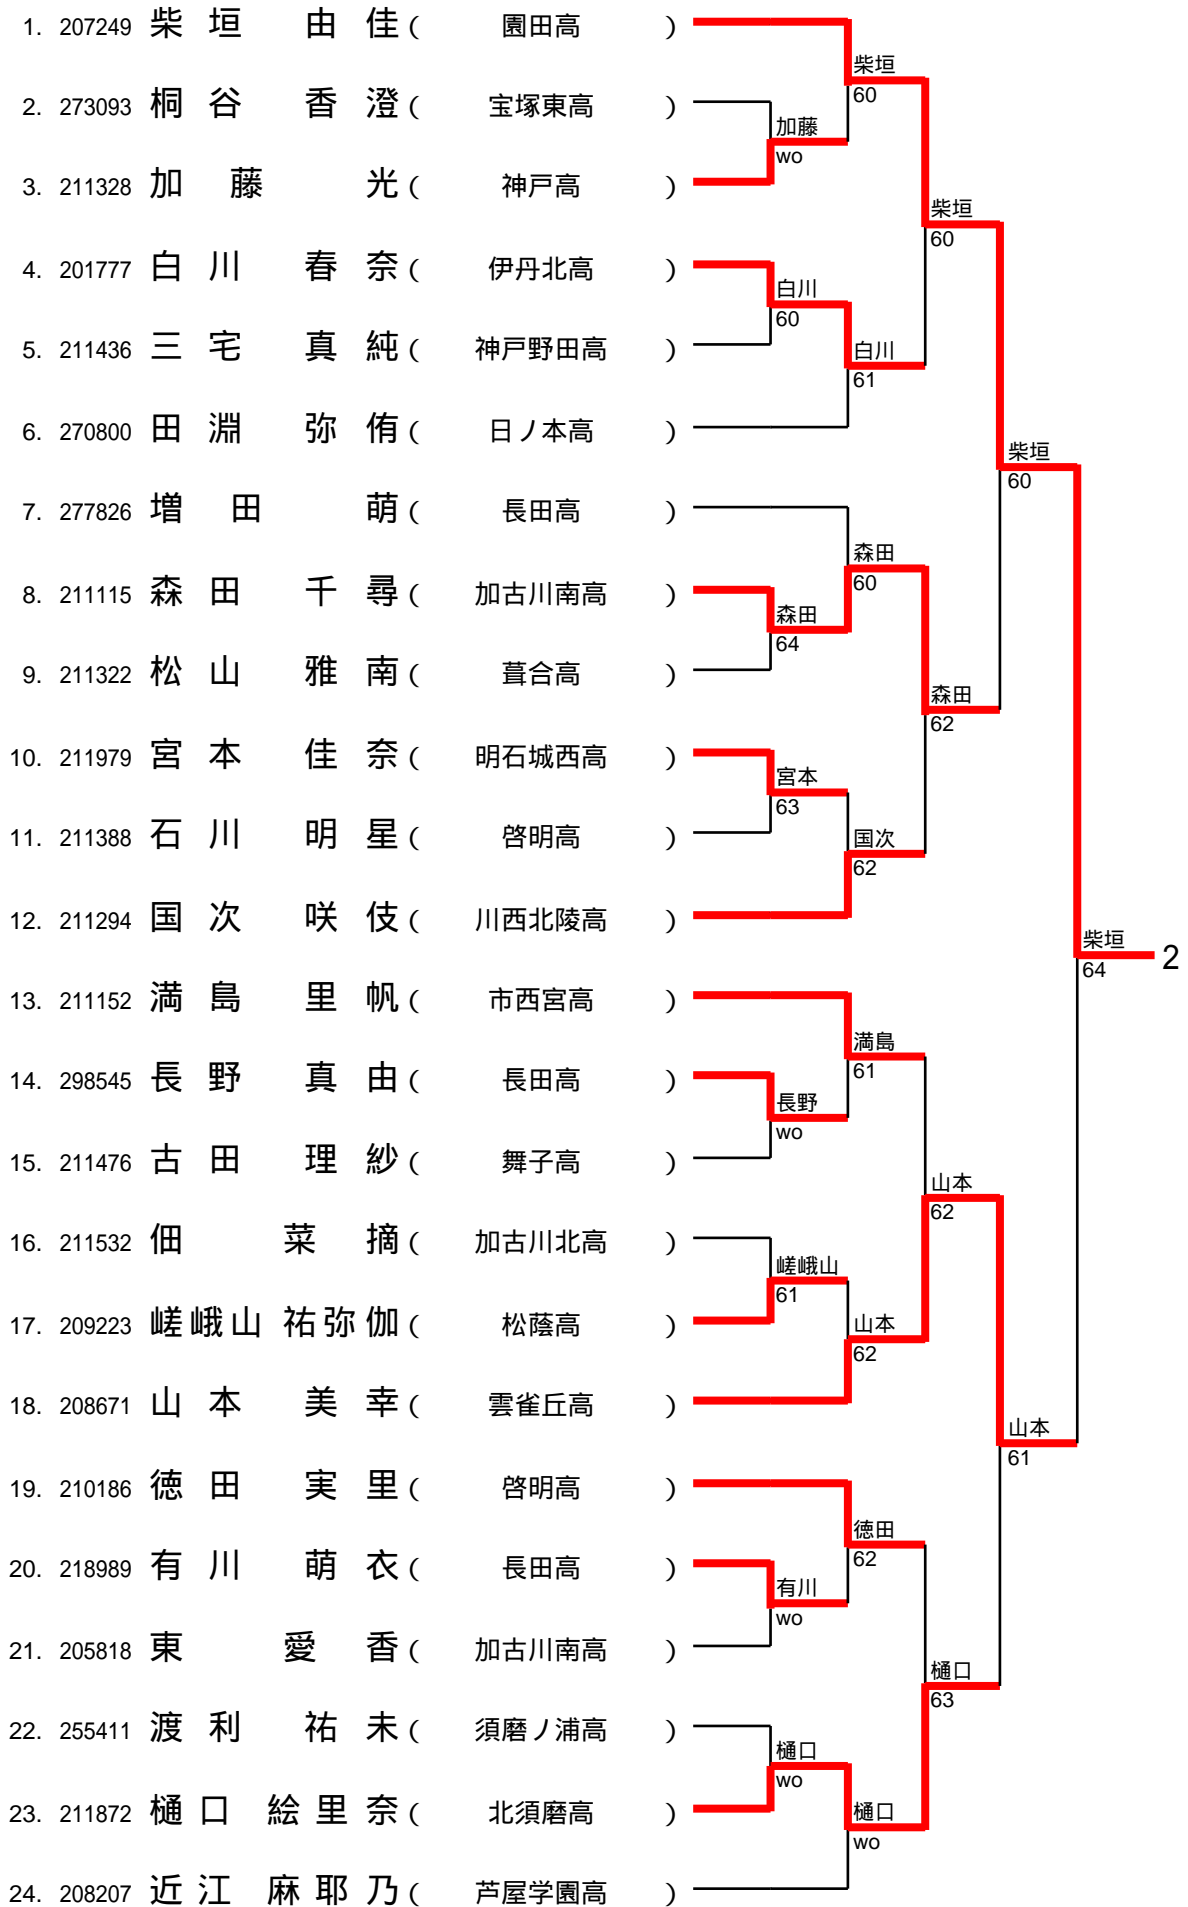 1. 207249 柴垣 由佳 ( 園田高 )
柴垣
60
2. 273093 桐谷 香澄 ( 宝塚東高 )
加藤
wo
3. 211328 加藤 光 ( 神戸高 )
柴垣
60
4. 201777 白川 春奈 ( 伊丹北高 )
白川
60
5. 211436 三宅 真純 ( 神戸野田高 )
白川
61
6. 270800 田淵 弥侑 ( 日ノ本高 )
柴垣
60
7. 277826 増田 萌 ( 長田高 )
森田
60
8. 211115 森田 千尋 ( 加古川南高 )
森田
64
9. 211322 松山 雅南 ( 葺合高 )
森田
62
10. 211979 宮本 佳奈 ( 明石城西高 )
宮本
63
11. 211388 石川 明星 ( 啓明高 )
国次
62
12. 211294 国次 咲伎 ( 川西北陵高 )
柴垣
64
2
13. 211152 満島 里帆 ( 市西宮高 )
満島
61
14. 298545 長野 真由 ( 長田高 )
長野
wo
15. 211476 古田 理紗 ( 舞子高 )
山本
62
16. 211532 佃 菜摘 ( 加古川北高 )
嵯峨山
61
17. 209223 嵯峨山 祐弥伽 ( 松蔭高 )
山本
62
18. 208671 山本 美幸 ( 雲雀丘高 )
山本
61
19. 210186 徳田 実里 ( 啓明高 )
徳田
62
20. 218989 有川 萌衣 ( 長田高 )
有川
wo
21. 205818 東 愛香 ( 加古川南高 )
樋口
63
22. 255411 渡利 祐未 ( 須磨ノ浦高 )
樋口
wo
23. 211872 樋口 絵里奈 ( 北須磨高 )
樋口
wo
24. 208207 近江 麻耶乃 ( 芦屋学園高 )